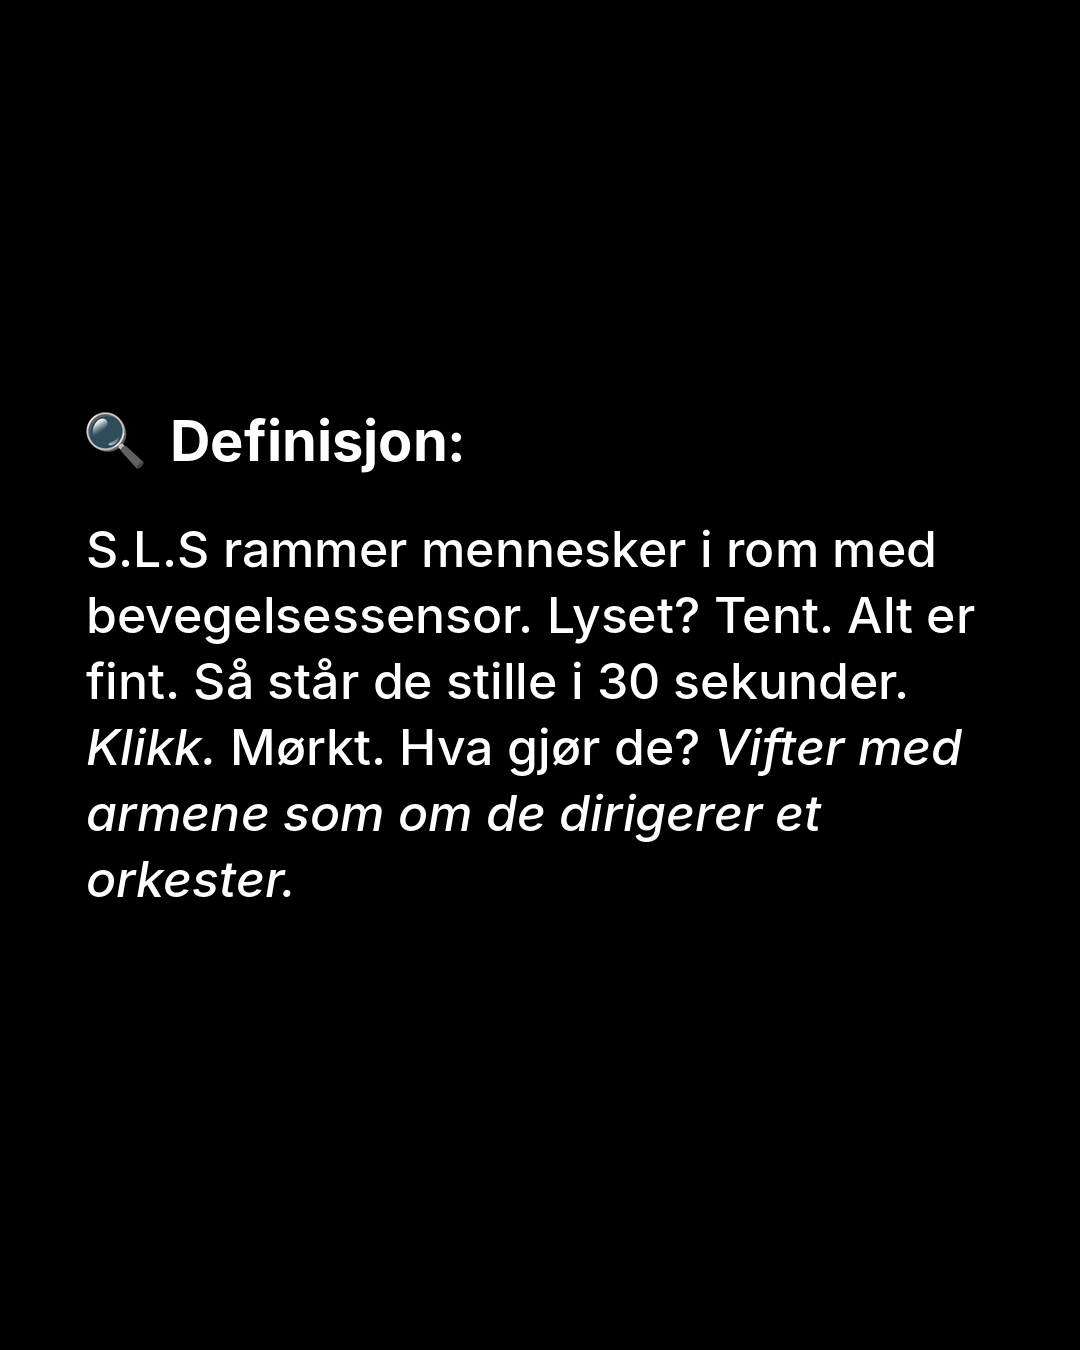 🔍 Definisjon:
S.L.S rammer mennesker i rom med
bevegelsessensor. Lyset? Tent. Alt er
fint. Så står de stille i 30 sekunder.
Klikk. Mørkt. Hva gjør de? Vifter med
armene som om de dirigerer et
orkester.